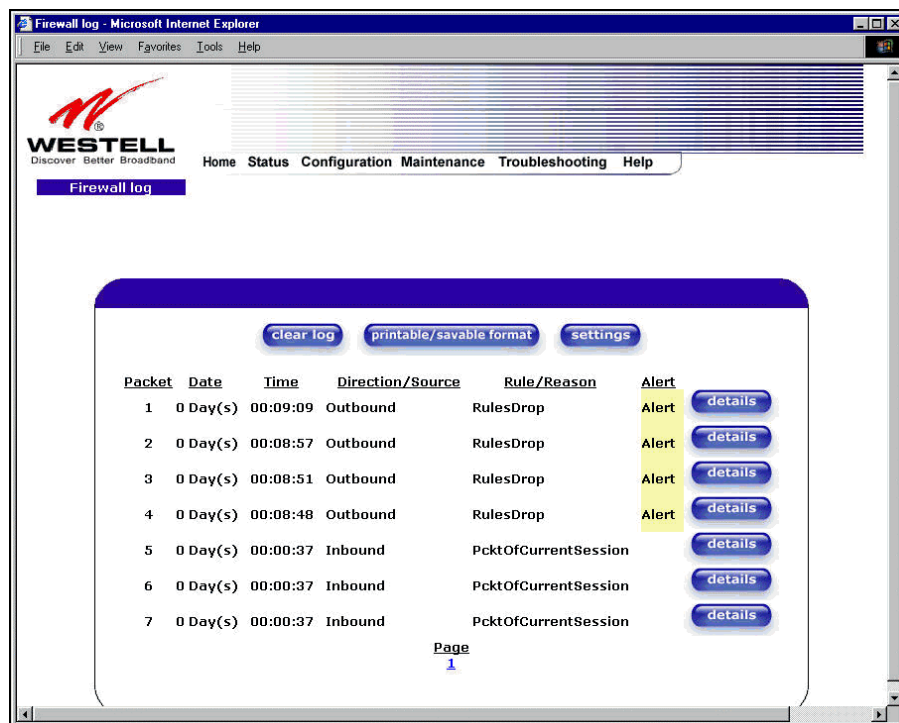 Firewall log - Microsoft Internet Explorer
File Edit View Favorites Tools Help
WESTELL
®
Discover Better Broadband
Home Status Configuration Maintenance Troubleshooting Help
Firewall log
clear log printable/savable format settings
Packet Date Time Direction/Source Rule/Reason Alert
1 0 Day(s) 00:09:09 Outbound RulesDrop Alert details
2 0 Day(s) 00:08:57 Outbound RulesDrop Alert details
3 0 Day(s) 00:08:51 Outbound RulesDrop Alert details
4 0 Day(s) 00:08:48 Outbound RulesDrop Alert details
5 0 Day(s) 00:00:37 Inbound PcktOfCurrentSession details
6 0 Day(s) 00:00:37 Inbound PcktOfCurrentSession details
7 0 Day(s) 00:00:37 Inbound PcktOfCurrentSession details
Page
1